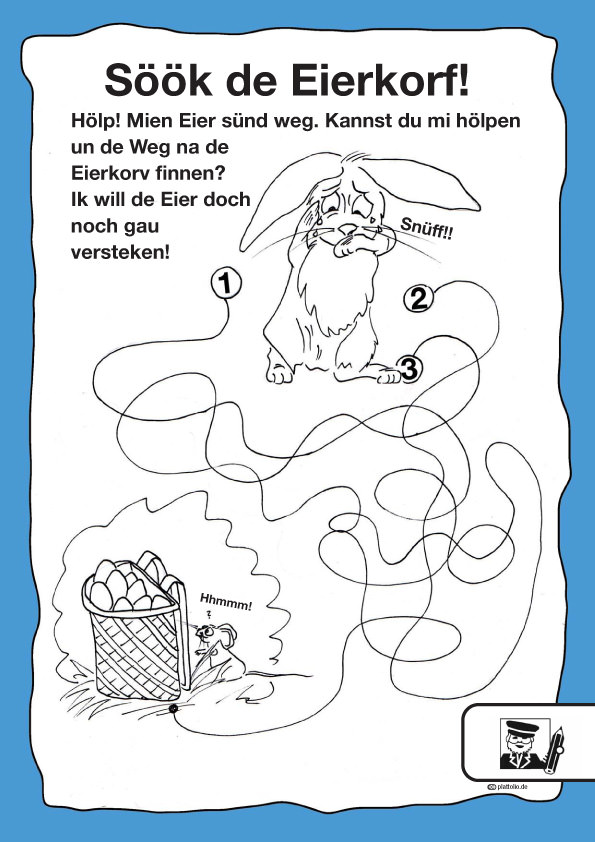 Söök de Eierkorf!
Hölp! Mien Eier sünd weg. Kannst du mi hölpen
un de Weg na de
Eierkorv finnen?
Ik will de Eier doch
noch gau
versteken!
Snüff!!
1
2
3
Hhmmm!
?
cc plattolio.de